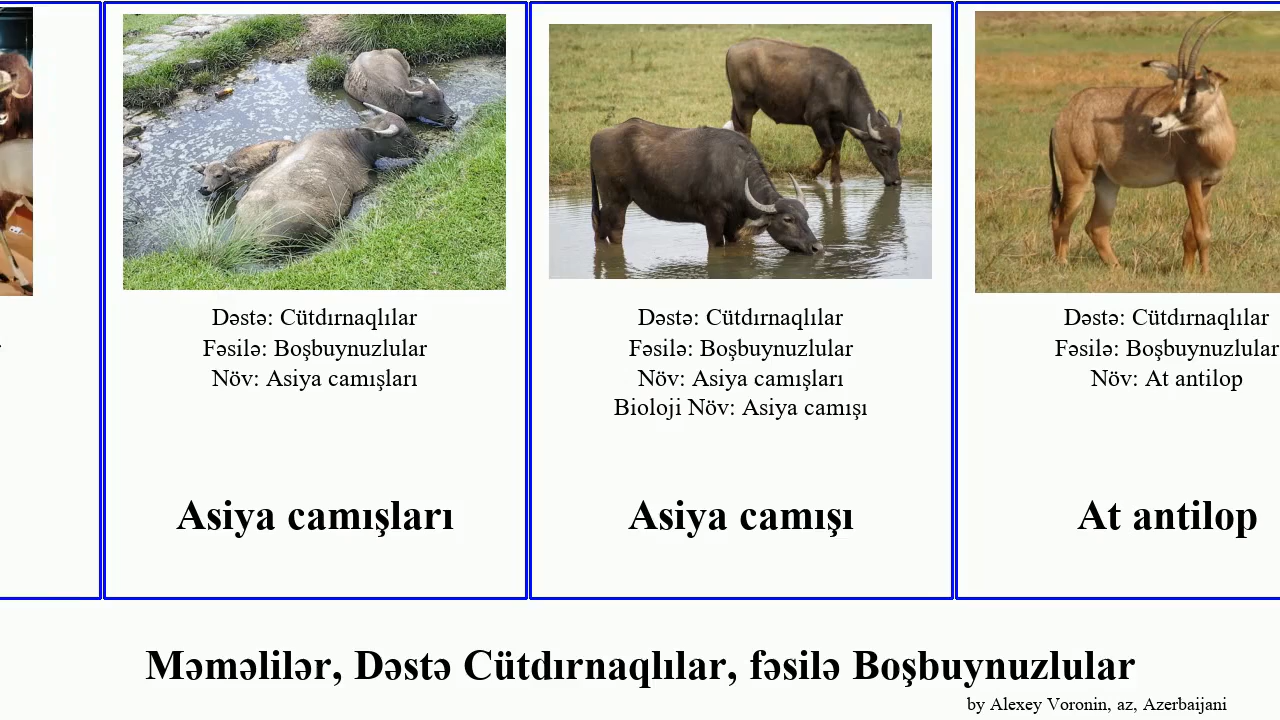 Dəstə: Cütdırnaqlılar
Fəsilə: Boşbuynuzlular
Növ: Asiya camışları
Asiya camışları
Dəstə: Cütdırnaqlılar
Fəsilə: Boşbuynuzlular
Növ: Asiya camışları
Bioloji Növ: Asiya camışı
Asiya camışı
Dəstə: Cütdırnaqlılar
Fəsilə: Boşbuynuzlular
Növ: At antilop
At antilop
Məməlilər, Dəstə Cütdırnaqlılar, fəsilə Boşbuynuzlular
by Alexey Voronin, az, Azerbaijani